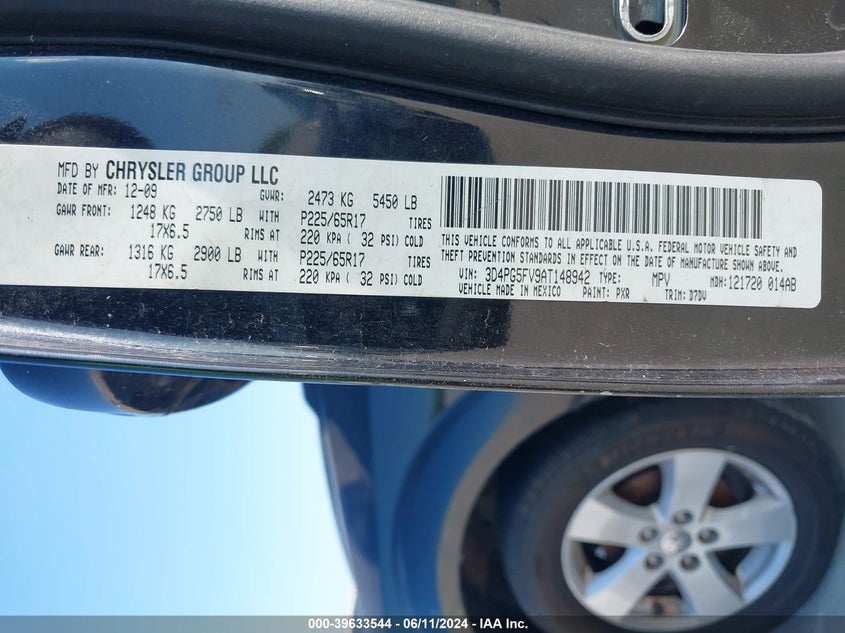 MFD BY CHRYSLER GROUP LLC
DATE OF MFR: 12-09 GVWR: 2473 KG 5450 LB
GAWR FRONT: 1248 KG 2750 LB WITH P225/65R17 TIRES
17X6.5 RIMS AT 220 KPA ( 32 PSI) COLD
GAWR REAR: 1316 KG 2900 LB WITH P225/65R17 TIRES
17X6.5 RIMS AT 220 KPA ( 32 PSI) COLD
THIS VEHICLE CONFORMS TO ALL APPLICABLE U.S.A. FEDERAL MOTOR VEHICLE SAFETY AND
THEFT PREVENTION STANDARDS IN EFFECT ON THE DATE OF MANUFACTURE SHOWN ABOVE.
VIN: 3D4PG5FV9AT148942 TYPE: MPV MDH: 121720 014AB
VEHICLE MADE IN MEXICO PAINT: PXR TRIM: D7DV
000-39633544 - 06/11/2024 - IAA Inc.